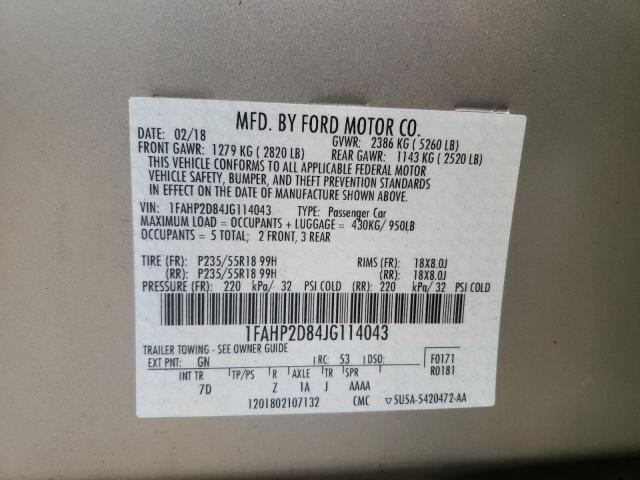 MFD. BY FORD MOTOR CO.
DATE: 02/18 GVWR: 2386 KG ( 5260 LB)
FRONT GAWR: 1279 KG ( 2820 LB) REAR GAWR: 1143 KG ( 2520 LB)
THIS VEHICLE CONFORMS TO ALL APPLICABLE FEDERAL MOTOR
VEHICLE SAFETY, BUMPER, AND THEFT PREVENTION STANDARDS
IN EFFECT ON THE DATE OF MANUFACTURE SHOWN ABOVE.
VIN: 1FAHP2D84JG114043 TYPE: Passenger Car
MAXIMUM LOAD = OCCUPANTS + LUGGAGE = 430KG/ 950LB
OCCUPANTS = 5 TOTAL; 2 FRONT, 3 REAR
TIRE (FR): P235/55R18 99H RIMS (FR): 18X8.0J
(RR): P235/55R18 99H (RR): 18X8.0J
PRESSURE (FR): 220 kPa/ 32 PSI COLD (RR): 220 kPa/ 32 PSI COLD
1FAHP2D84JG114043
TRAILER TOWING - SEE OWNER GUIDE
EXT PNT: GN RC: 53 DSO: F0171
INT TR TP/PS R AXLE TR SPR R0181
7D Z 1A J AAAA
1201802107132 CMC ▽5U5A-5420472-AA